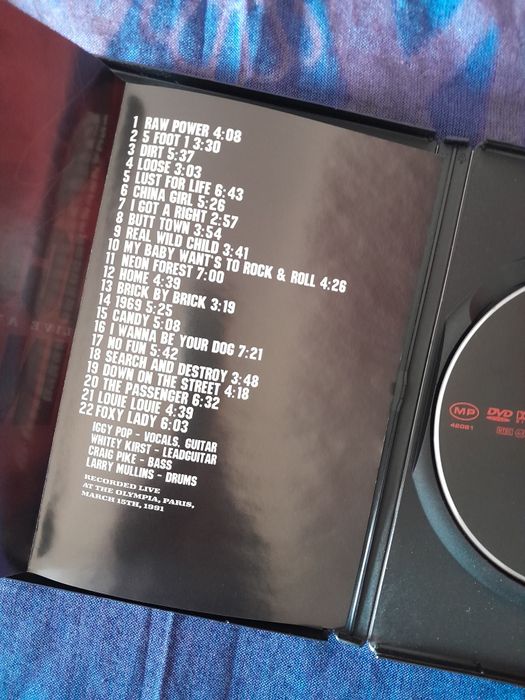 1 RAW POWER 4:08
2 5 FOOT 1 3:30
3 DIRT 5:37
4 LOOSE 3:03
5 LUST FOR LIFE 6:43
6 CHINA GIRL 5:26
7 I GOT A RIGHT 2:57
8 BUTT TOWN 3:54
9 REAL WILD CHILD 3:41
10 MY BABY WANT'S TO ROCK & ROLL 4:26
11 NEON FOREST 7:00
12 HOME 4:39
13 BRICK BY BRICK 3:19
14 1969 5:25
15 CANDY 5:08
16 I WANNA BE YOUR DOG 7:21
17 NO FUN 5:42
18 SEARCH AND DESTROY 3:48
19 DOWN ON THE STREET 4:18
20 THE PASSENGER 6:32
21 LOUIE LOUIE 4:39
22 FOXY LADY 6:03
IGGY POP - VOCALS, GUITAR
WHITEY KIRST - LEADGUITAR
CRAIG PIKE - BASS
LARRY MULLINS - DRUMS
RECORDED LIVE
AT THE OLYMPIA, PARIS,
MARCH 15TH, 1991
MP
42081
DVD